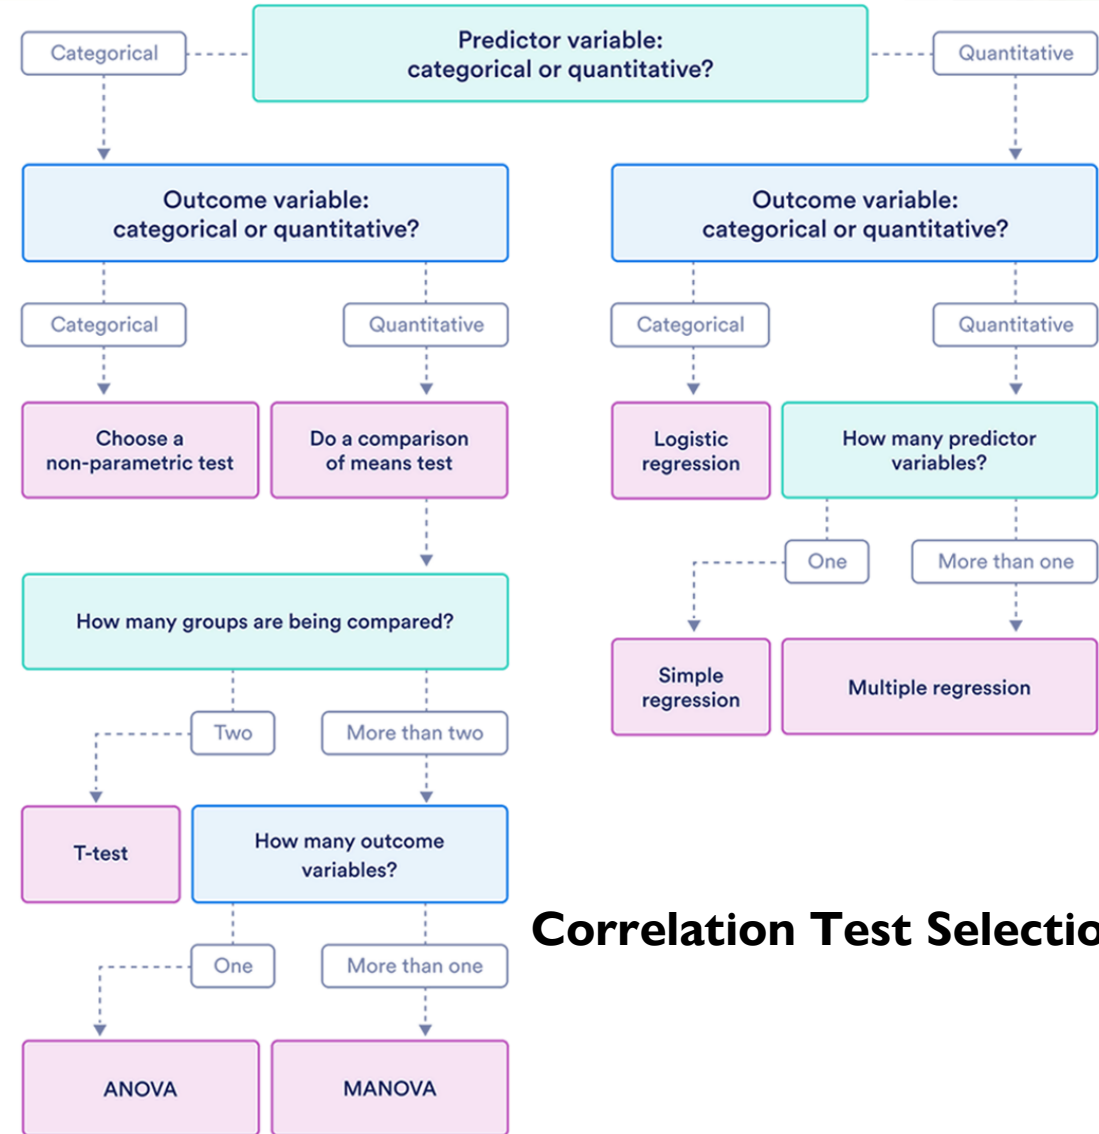 Predictor variable:
categorical or quantitative?
Categorical
Quantitative
Outcome variable:
categorical or quantitative?
Outcome variable:
categorical or quantitative?
Categorical
Quantitative
Categorical
Quantitative
Choose a
non-parametric test
Do a comparison
of means test
Logistic
regression
How many predictor
variables?
One
More than one
How many groups are being compared?
Simple
regression
Multiple regression
Two
More than two
T-test
How many outcome
variables?
Correlation Test Selectio
One
More than one
ANOVA
MANOVA